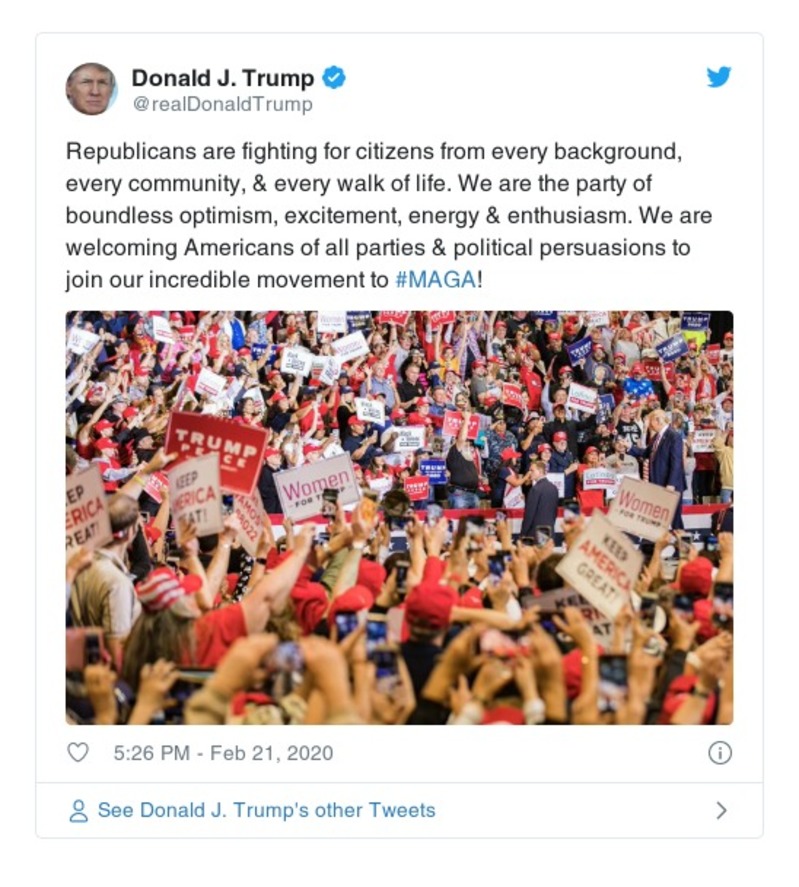 Donald J. Trump
@realDonaldTrump
Republicans are fighting for citizens from every background,
every community, & every walk of life. We are the party of
boundless optimism, excitement, energy & enthusiasm. We are
welcoming Americans of all parties & political persuasions to
join our incredible movement to #MAGA!
TRUMP
PENCE
KEEP
ERICA
EAT!
EP
ERICA
REAT!
Women
FOR TRUMP
Women
FOR TRUMP
KEEP
AMERICA
GREAT!
5:26 PM - Feb 21, 2020
See Donald J. Trump's other Tweets